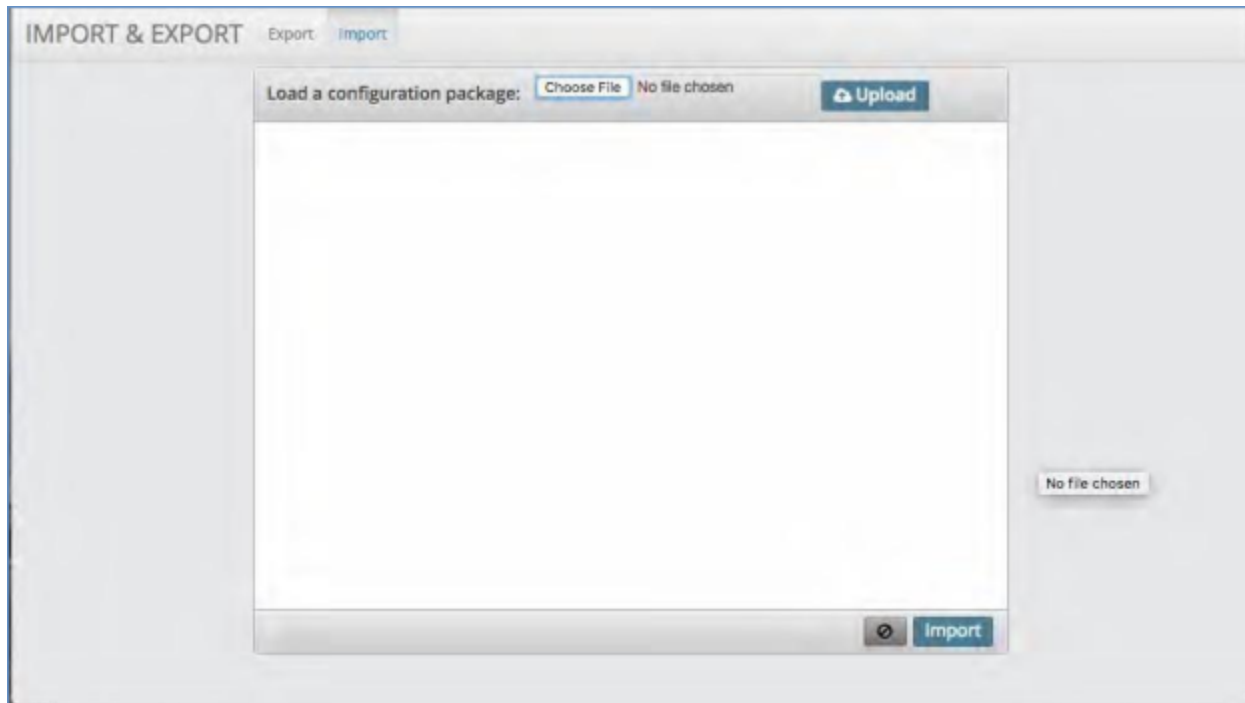 IMPORT & EXPORT Export Import
Load a configuration package: Choose File No file chosen Upload
No file chosen
Import